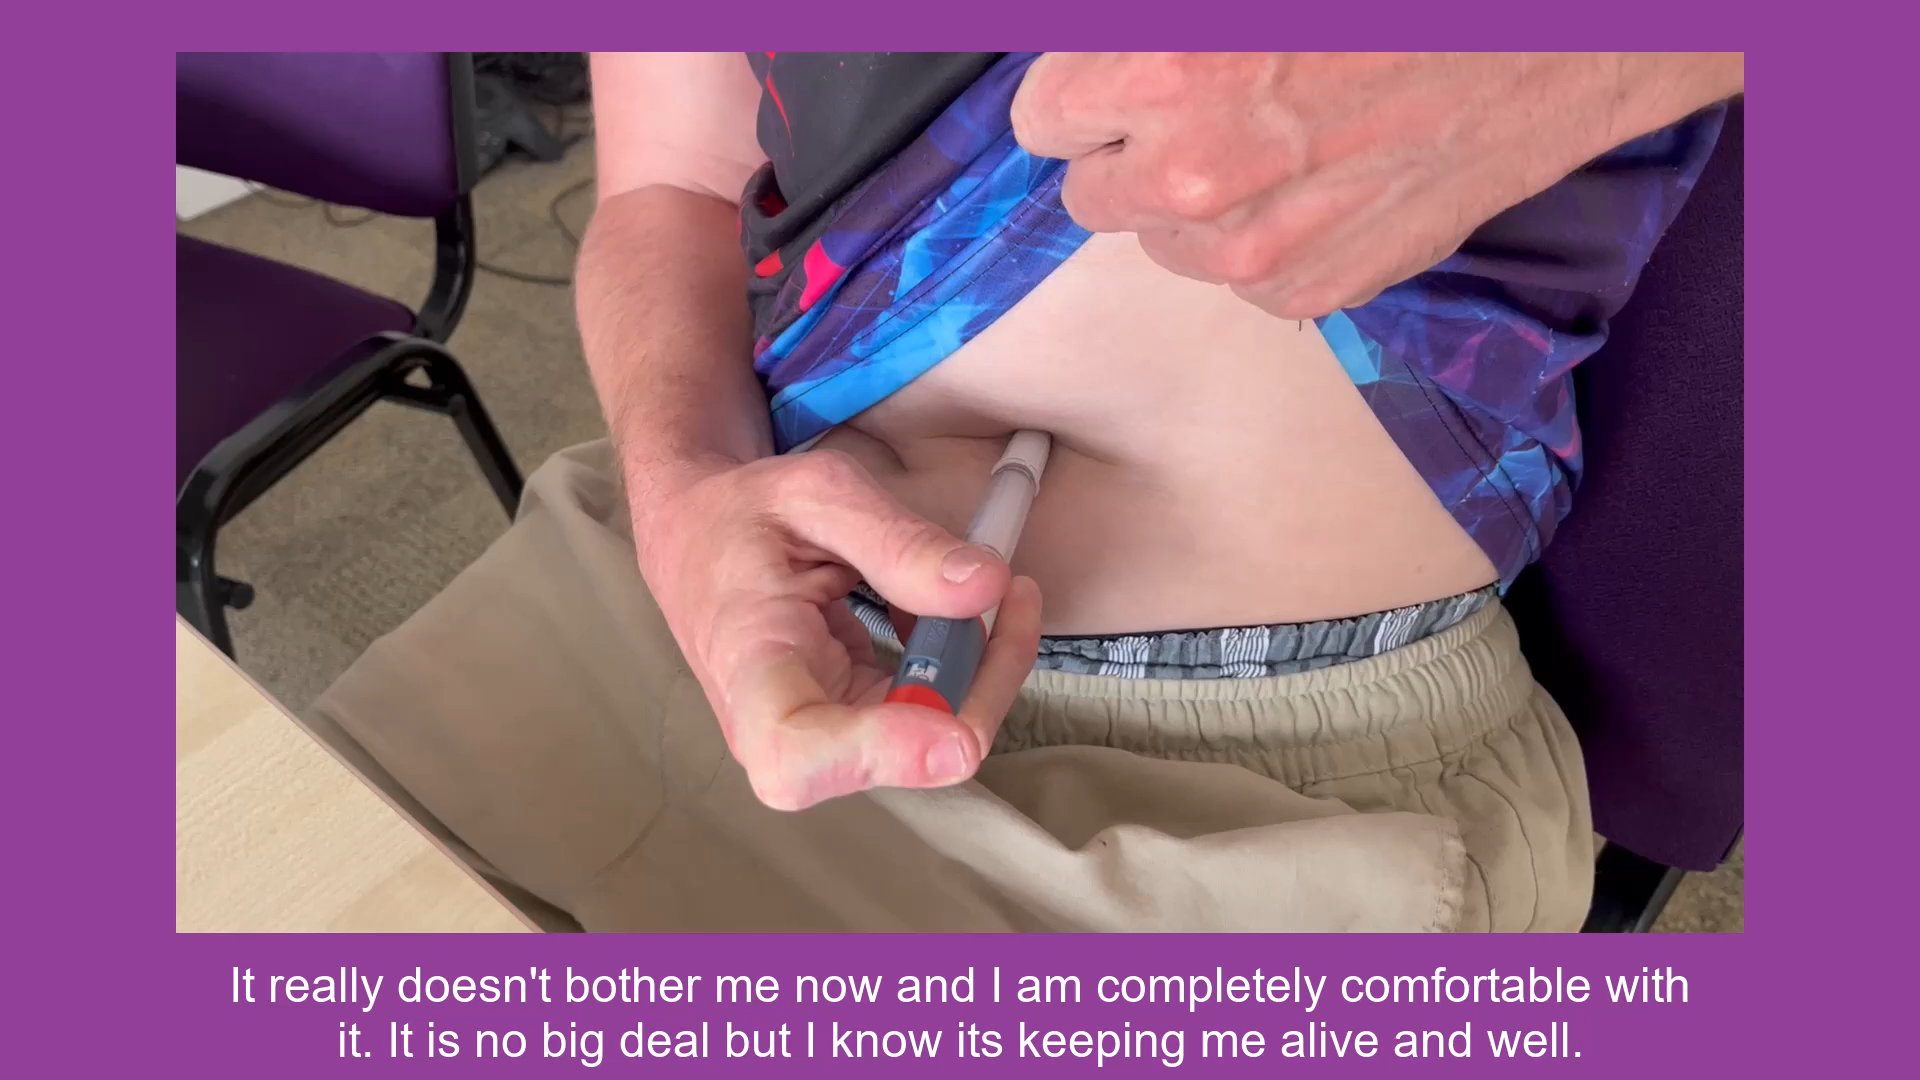 It really doesn't bother me now and I am completely comfortable with
it. It is no big deal but I know its keeping me alive and well.